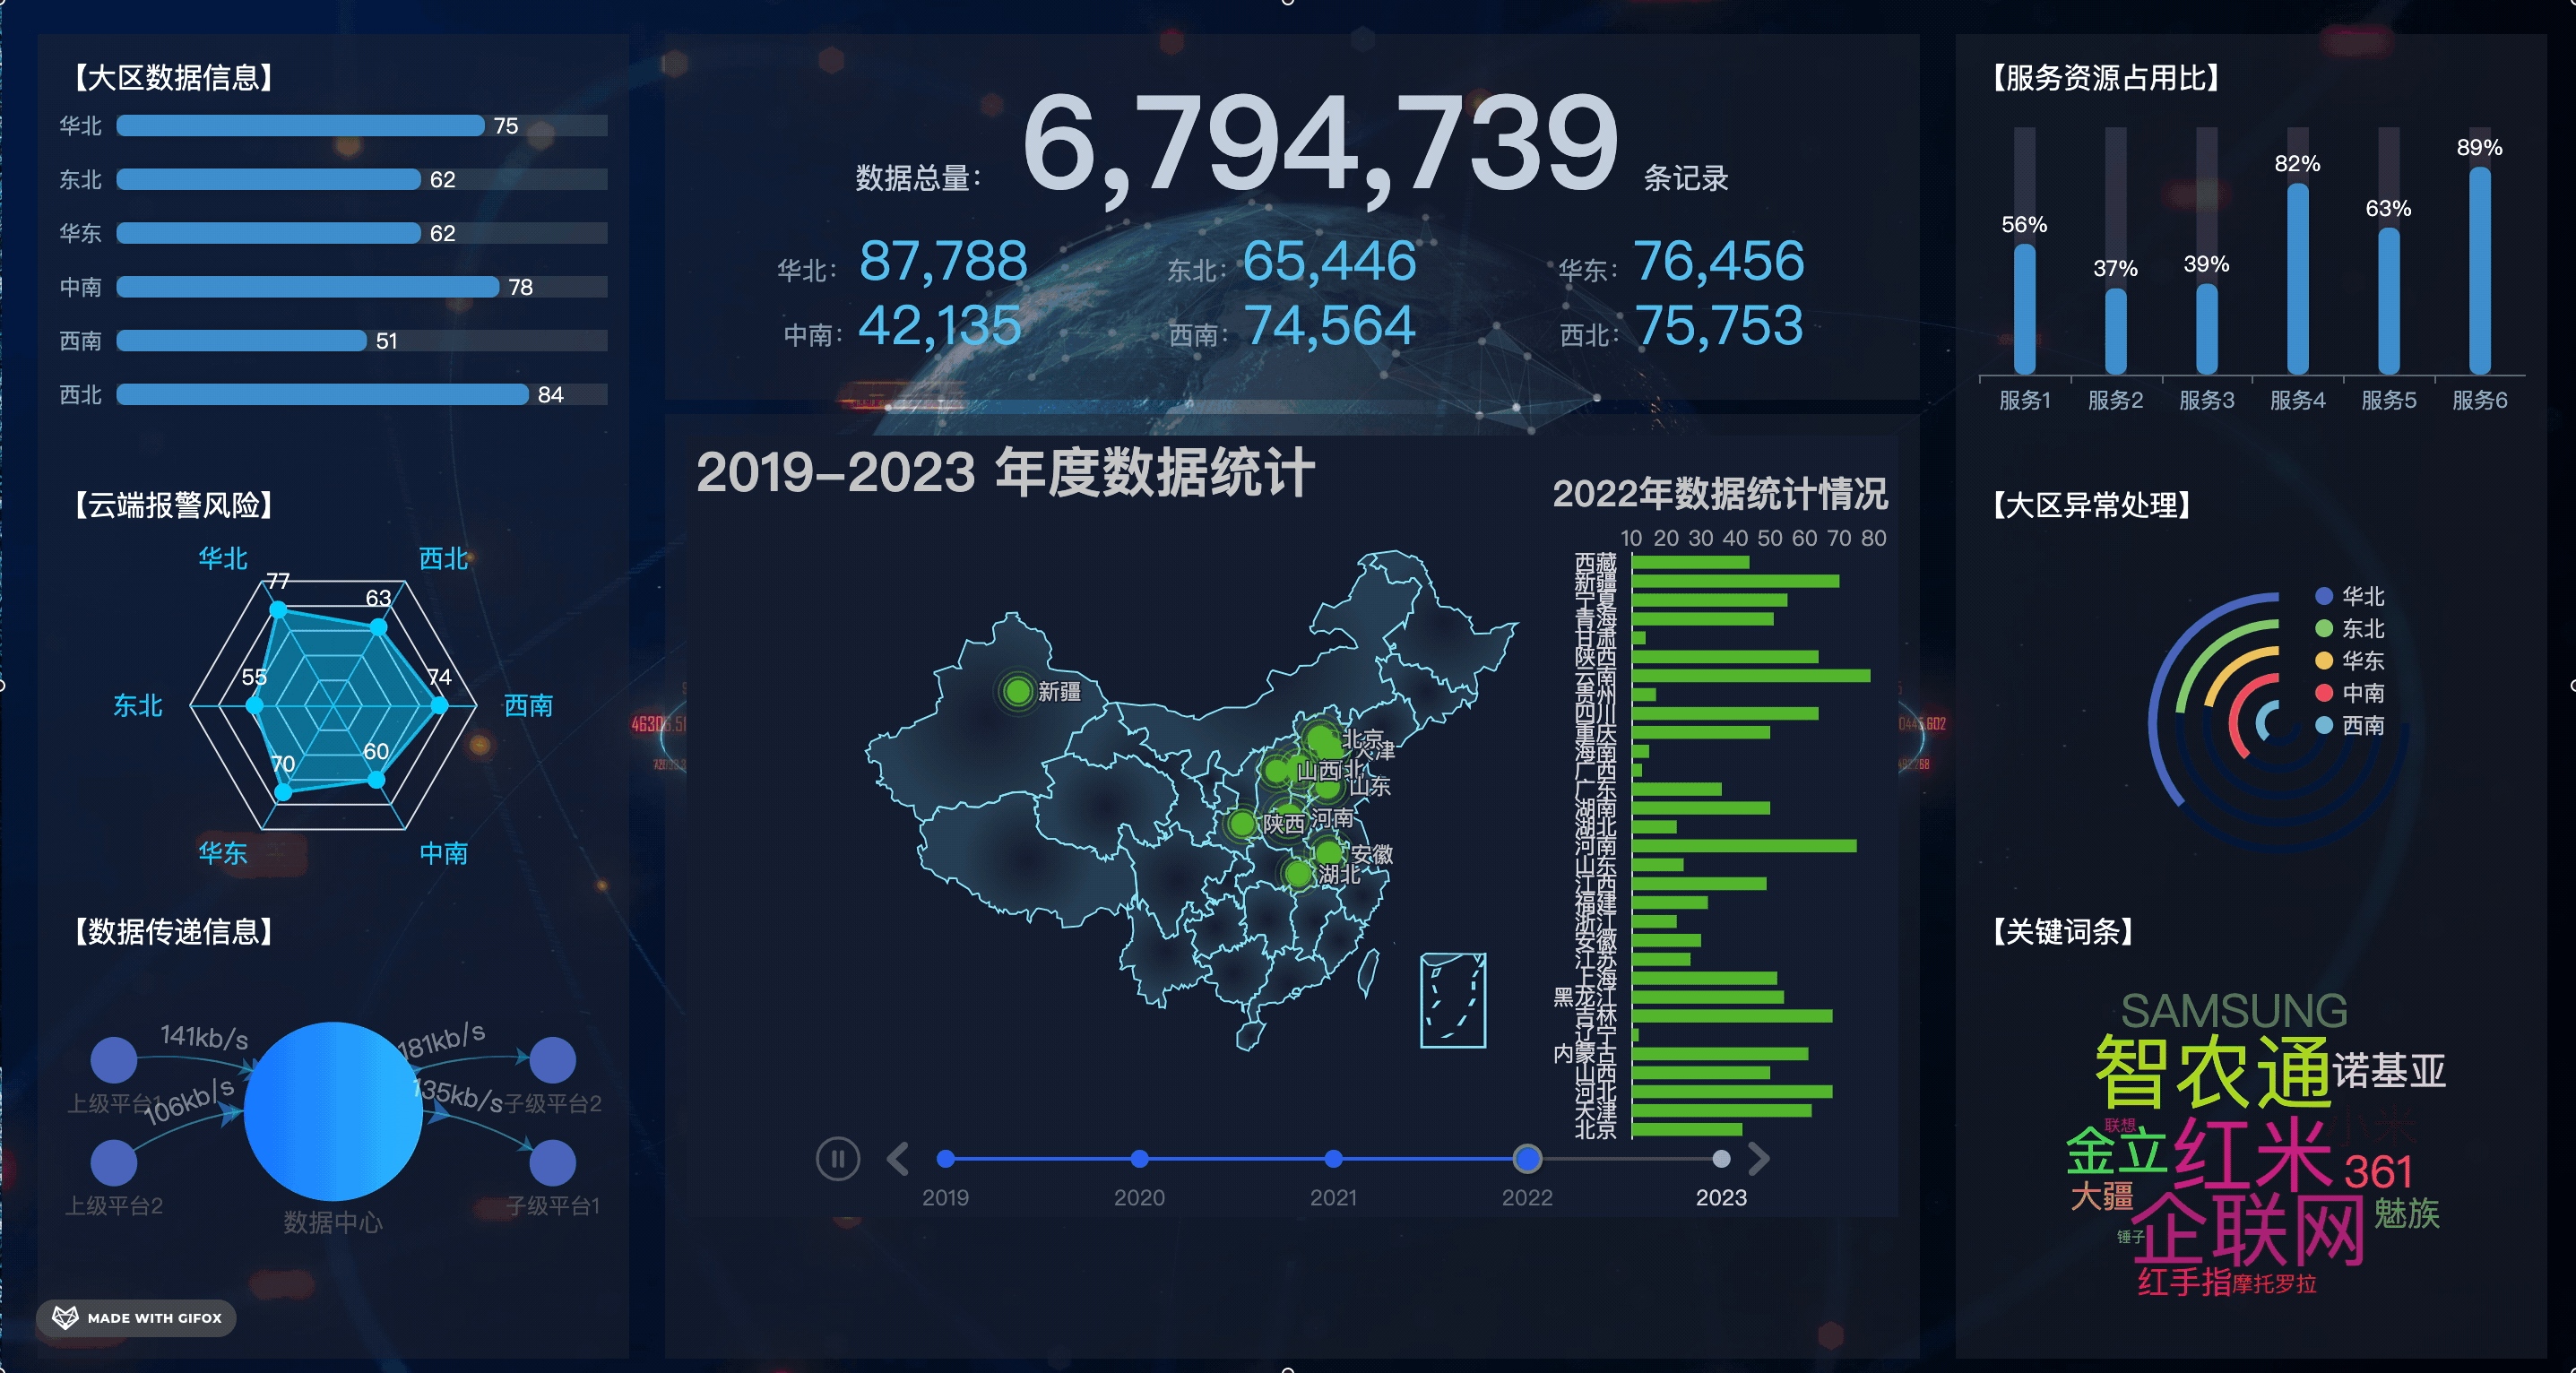 【大区数据信息】
华北 75
东北 62
华东 62
中南 78
西南 51
西北 84
【云端报警风险】
华北
西北
77
63
55
74
东北
西南
70
60
华东
中南
【数据传递信息】
141kb/s
181kb/s
上级平台1
106kb/s
135kb/s
子级平台2
上级平台2
数据中心
子级平台1
MADE WITH GIFOX
数据总量： 6,794,739 条记录
华北： 87,788 东北： 65,446 华东： 76,456
中南： 42,135 西南： 74,564 西北： 75,753
2019–2023 年度数据统计
新疆
北京
天津
山西
山东
陕西
河南
安徽
湖北
2022年数据统计情况
10 20 30 40 50 60 70 80
西藏
新疆
宁夏
青海
甘肃
陕西
云南
贵州
四川
重庆
海南
广西
广东
湖南
湖北
河南
山东
江西
福建
浙江
安徽
江苏
上海
黑龙江
吉林
辽宁
内蒙古
山西
河北
天津
北京
2019 2020 2021 2022 2023
【服务资源占用比】
56% 37% 39% 82% 63% 89%
服务1 服务2 服务3 服务4 服务5 服务6
【大区异常处理】
华北
东北
华东
中南
西南
【关键词条】
SAMSUNG
智农通
诺基亚
小米
联想
金立
红米
361
大疆
企联网
魅族
锤子
红手指
摩托罗拉